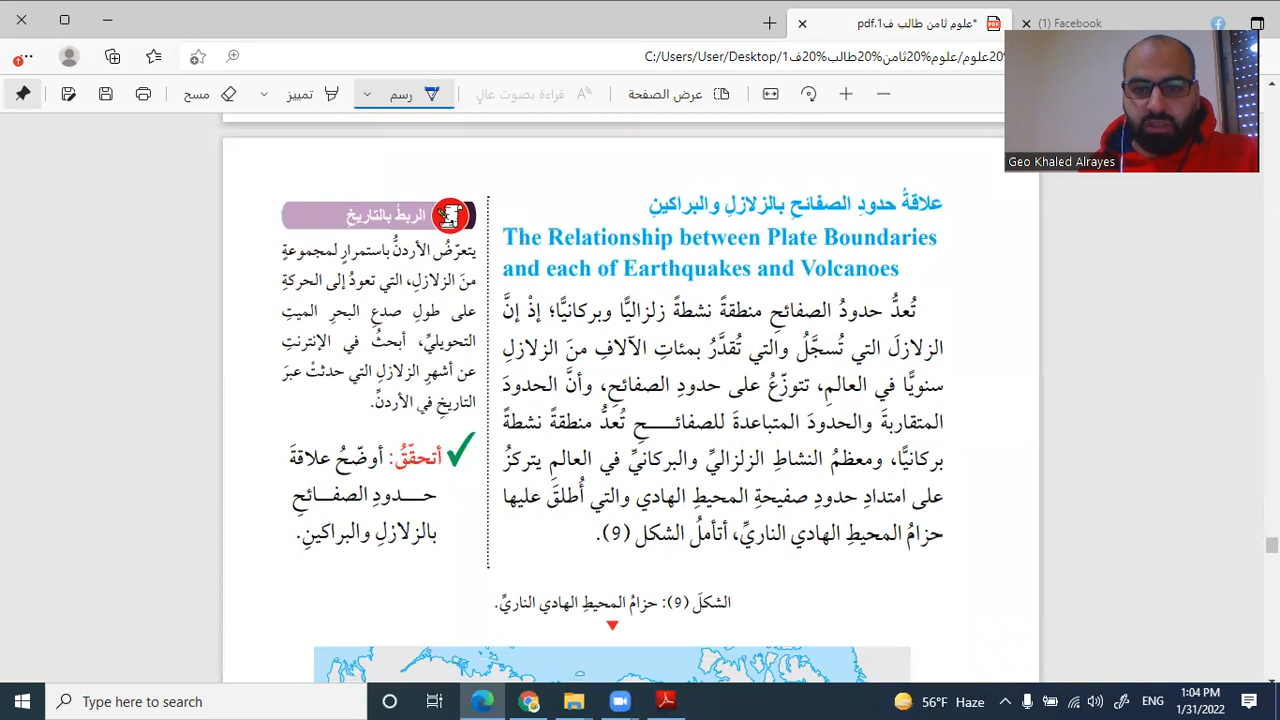 *علوم ثامن طالب ف1.pdf
(1) Facebook
C:/Users/User/Desktop/علوم/علوم%20ثامن%20طالب%20ف1
مسح
تمييز
رسم
قراءة بصوت عالٍ
عرض الصفحة
Geo Khaled Alrayes
علاقةُ حدودِ الصفائحِ بالزلازلِ والبراكينِ
The Relationship between Plate Boundaries
and each of Earthquakes and Volcanoes
تُعدُّ حدودُ الصفائحِ منطقةً نشطةً زلزاليًّا وبركانيًّا؛ إذْ إنَّ
الزلازلَ التي تُسجَّلُ والتي تُقدَّرُ بمئاتِ الآلافِ منَ الزلازلِ
سنويًّا في العالمِ، تتوزّعُ على حدودِ الصفائحِ، وأنَّ الحدودَ
المتقاربةَ والحدودَ المتباعدةَ للصفائحِ تُعدُّ منطقةً نشطةً
بركانيًّا، ومعظمُ النشاطِ الزلزاليِّ والبركانيِّ في العالمِ يتركزُ
على امتدادِ حدودِ صفيحةِ المحيطِ الهادي والتي أُطلقَ عليها
حزامُ المحيطِ الهادي الناريِّ، أتأملُ الشكل (9).
الربطُ بالتاريخِ
يتعرّضُ الأردنُّ باستمرارٍ لمجموعةٍ
منَ الزلازلِ، التي تعودُ إلى الحركةِ
على طولِ صدعِ البحرِ الميتِ
التحويليِّ، أبحثُ في الإنترنتِ
عن أشهرِ الزلازلِ التي حدثتْ عبرَ
التاريخِ في الأردنِّ.
أتحقّقُ: أوضّحُ علاقةَ
حدودِ الصفائحِ
بالزلازلِ والبراكينِ.
الشكلَ (9): حزامُ المحيطِ الهادي الناريِّ.
Type here to search
56°F Haze
ENG
1:04 PM
1/31/2022